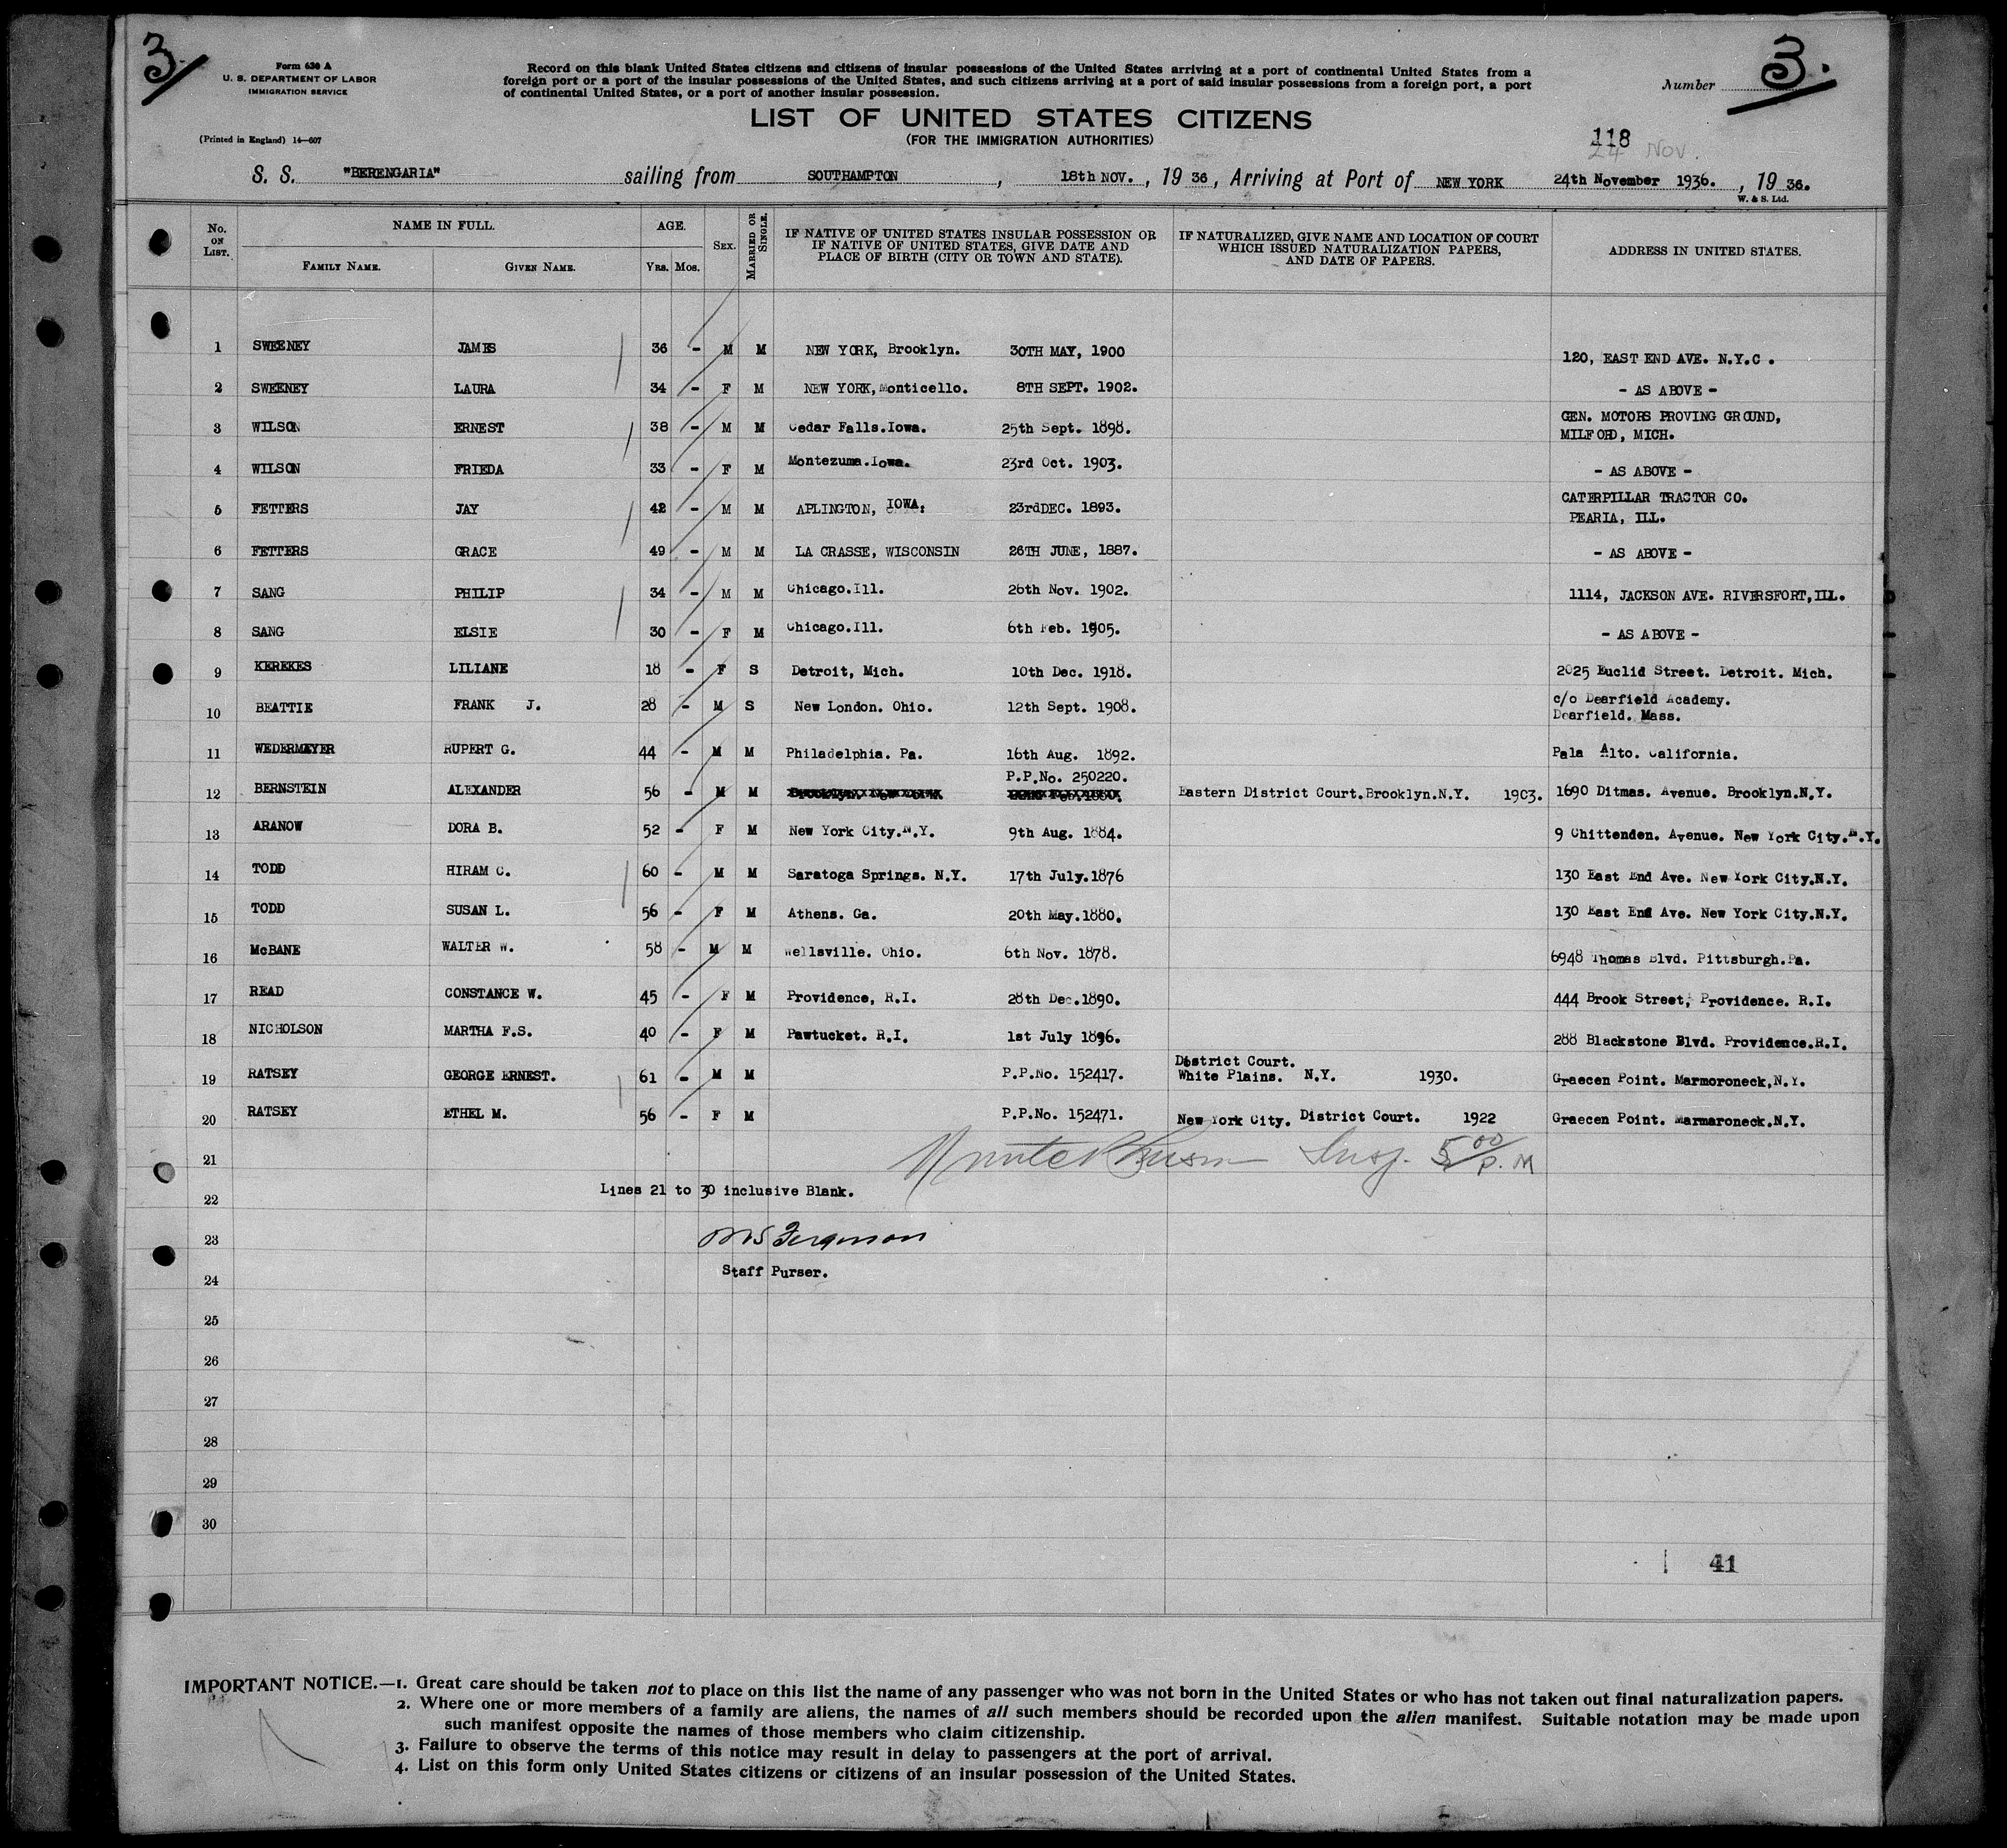 3
Form 630 A
U. S. DEPARTMENT OF LABOR
IMMIGRATION SERVICE
(Printed in England) 14—607
Record on this blank United States citizens and citizens of insular possessions of the United States arriving at a port of continental United States from a
foreign port or a port of the insular possessions of the United States, and such citizens arriving at a port of said insular possessions from a foreign port, a port
of continental United States, or a port of another insular possession.
Number 3.
LIST OF UNITED STATES CITIZENS
(FOR THE IMMIGRATION AUTHORITIES)
118
24 NOV.
S. S. "BERENGARIA" sailing from SOUTHAMPTON, 18th NOV., 19 36, Arriving at Port of NEW YORK 24th November 1936., 19 36.
W. & S. Ltd.
No. ON LIST. NAME IN FULL. FAMILY NAME. GIVEN NAME. AGE. Yrs. Mos. SEX. MARRIED OR SINGLE.
IF NATIVE OF UNITED STATES INSULAR POSSESSION OR
IF NATIVE OF UNITED STATES, GIVE DATE AND
PLACE OF BIRTH (CITY OR TOWN AND STATE).
IF NATURALIZED, GIVE NAME AND LOCATION OF COURT
WHICH ISSUED NATURALIZATION PAPERS,
AND DATE OF PAPERS.
ADDRESS IN UNITED STATES.
1 SWEENEY JAMES 36 - M M NEW YORK, Brooklyn. 30TH MAY, 1900 120, EAST END AVE. N.Y.C.
2 SWEENEY LAURA 34 - F M NEW YORK, Monticello. 8TH SEPT. 1902. - AS ABOVE -
3 WILSON ERNEST 38 - M M Cedar Falls.Iowa. 25th Sept. 1898. GEN. MOTORS PROVING GROUND,
MILFORD, MICH.
4 WILSON FRIEDA 33 - F M Montezuma.Iowa. 23rd Oct. 1903. - AS ABOVE -
5 FETTERS JAY 42 - M M APLINGTON, IOWA. 23rdDEC. 1893. CATERPILLAR TRACTOR CO.
PEARIA, ILL.
6 FETTERS GRACE 49 - M M LA CRASSE, WISCONSIN 26TH JUNE, 1887. - AS ABOVE -
7 SANG PHILIP 34 - M M Chicago.Ill. 26th Nov. 1902. 1114, JACKSON AVE. RIVERSFORT, ILL.
8 SANG ELSIE 30 - F M Chicago.Ill. 6th Feb. 1905. - AS ABOVE -
9 KEREKES LILIANE 18 - F S Detroit, Mich. 10th Dec. 1918. 2025 Euclid Street. Detroit. Mich.
10 BEATTIE FRANK J. 28 - M S New London. Ohio. 12th Sept. 1908. c/o Dearfield Academy.
Dearfield. Mass.
11 WEDERMEYER RUPERT G. 44 - M M Philadelphia. Pa. 16th Aug. 1892. Pala Alto. California.
12 BERNSTEIN ALEXANDER 56 - M M P.P.No. 250220. Eastern District Court.Brooklyn.N.Y. 1903. 1690 Ditmas. Avenue. Brooklyn.N.Y.
13 ARANOW DORA B. 52 - F M New York City.N.Y. 9th Aug. 1884. 9 Chittenden. Avenue. New York City.N.Y.
14 TODD HIRAM C. 60 - M M Saratoga Springs. N.Y. 17th July.1876 130 East End Ave. New York City.N.Y.
15 TODD SUSAN L. 56 - F M Athens. Ga. 20th May.1880. 130 East End Ave. New York City.N.Y.
16 McBANE WALTER W. 58 - M M Wellsville. Ohio. 6th Nov. 1878. 6948 Thomas Blvd. Pittsburgh.Pa.
17 READ CONSTANCE W. 45 - F M Providence, R.I. 28th Dec.1890. 444 Brook Street, Providence. R.I.
18 NICHOLSON MARTHA F.S. 40 - F M Pawtucket. R.I. 1st July 1896. 288 Blackstone Blvd. Providence.R.I.
19 RATSEY GEORGE ERNEST. 61 - M M P.P.No. 152417. District Court.
White Plains. N.Y. 1930. Graecen Point. Marmoroneck,N.Y.
20 RATSEY ETHEL M. 56 - F M P.P.No. 152471. New York City. District Court. 1922 Graecen Point. Marmaroneck.N.Y.
21 Insp. 5 00/P.M
22 Lines 21 to 30 inclusive Blank.
23 Ferguson
24 Staff Purser.
25
26
27
28
29
30
41
IMPORTANT NOTICE.—1. Great care should be taken not to place on this list the name of any passenger who was not born in the United States or who has not taken out final naturalization papers.
2. Where one or more members of a family are aliens, the names of all such members should be recorded upon the alien manifest. Suitable notation may be made upon
such manifest opposite the names of those members who claim citizenship.
3. Failure to observe the terms of this notice may result in delay to passengers at the port of arrival.
4. List on this form only United States citizens or citizens of an insular possession of the United States.